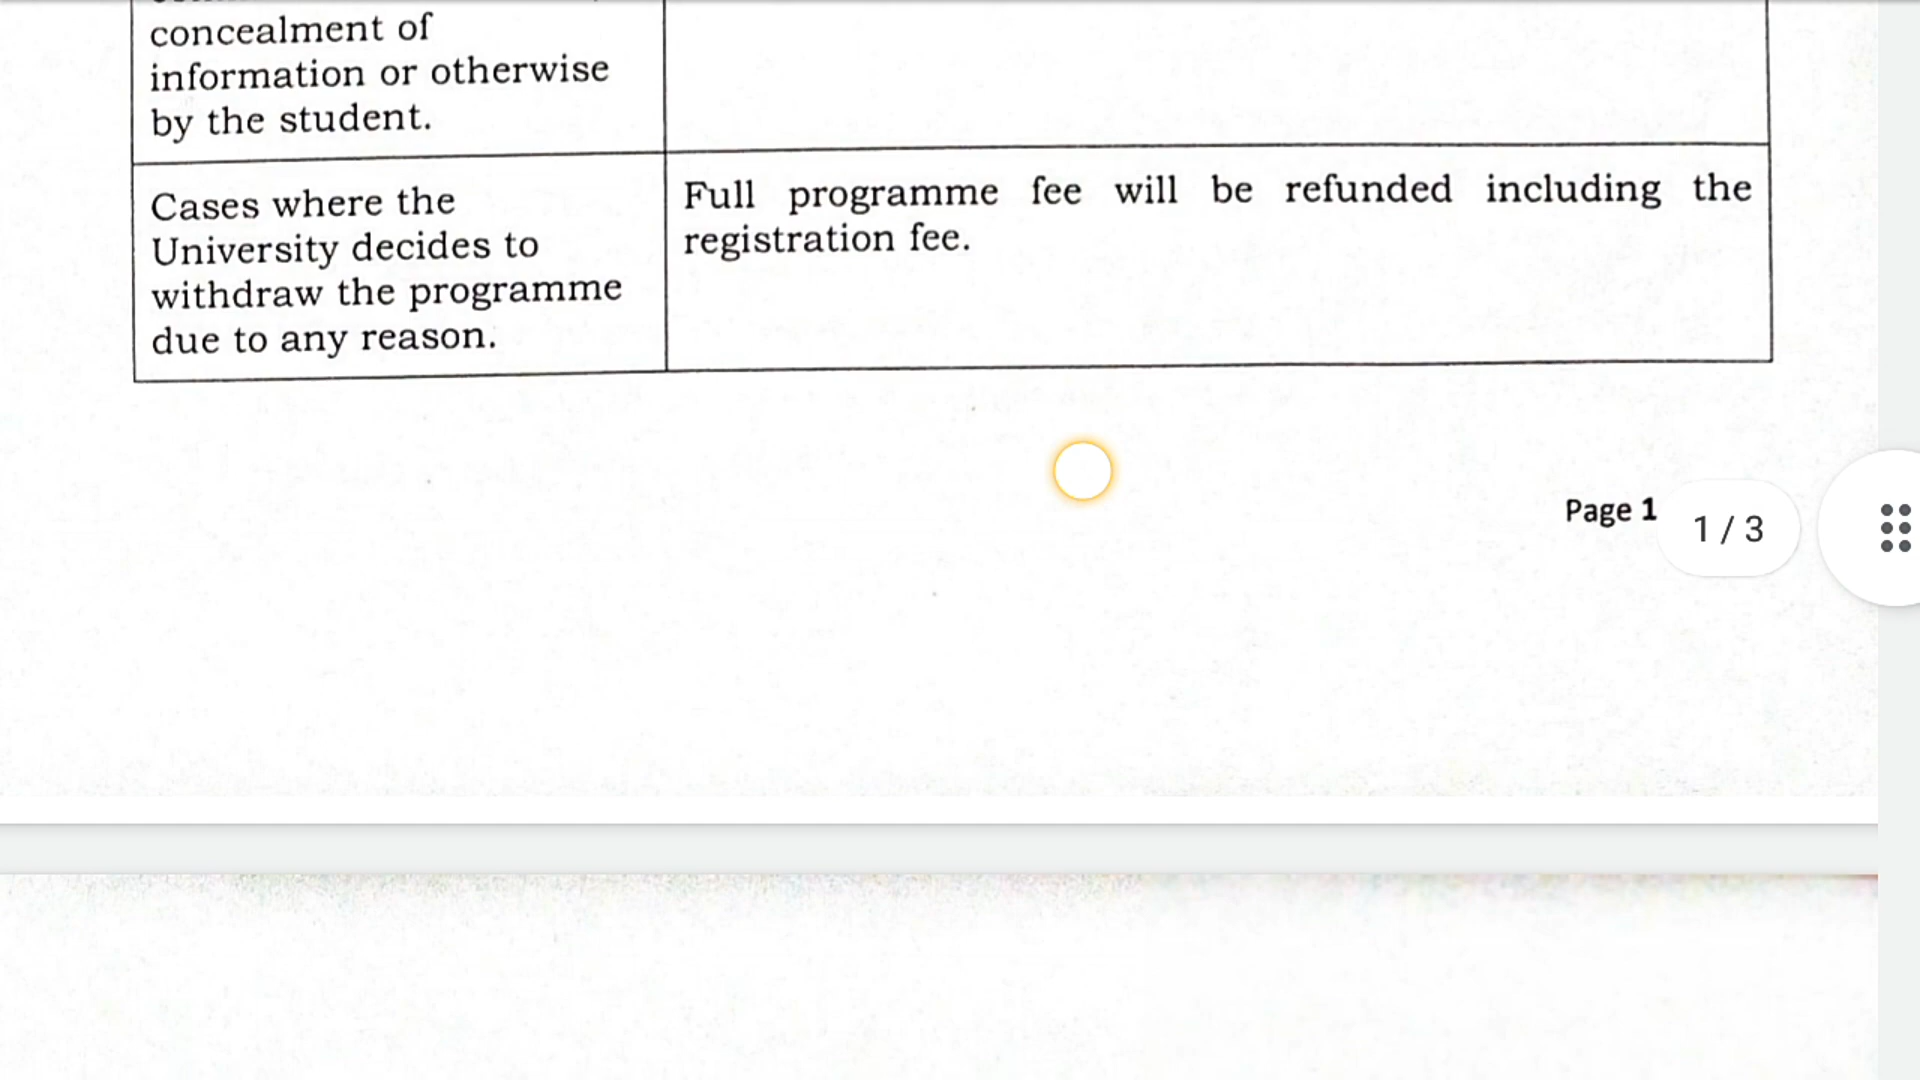 concealment of
information or otherwise
by the student.
Cases where the
University decides to
withdraw the programme
due to any reason.
Full programme fee will be refunded including the
registration fee.
Page 1
1 / 3